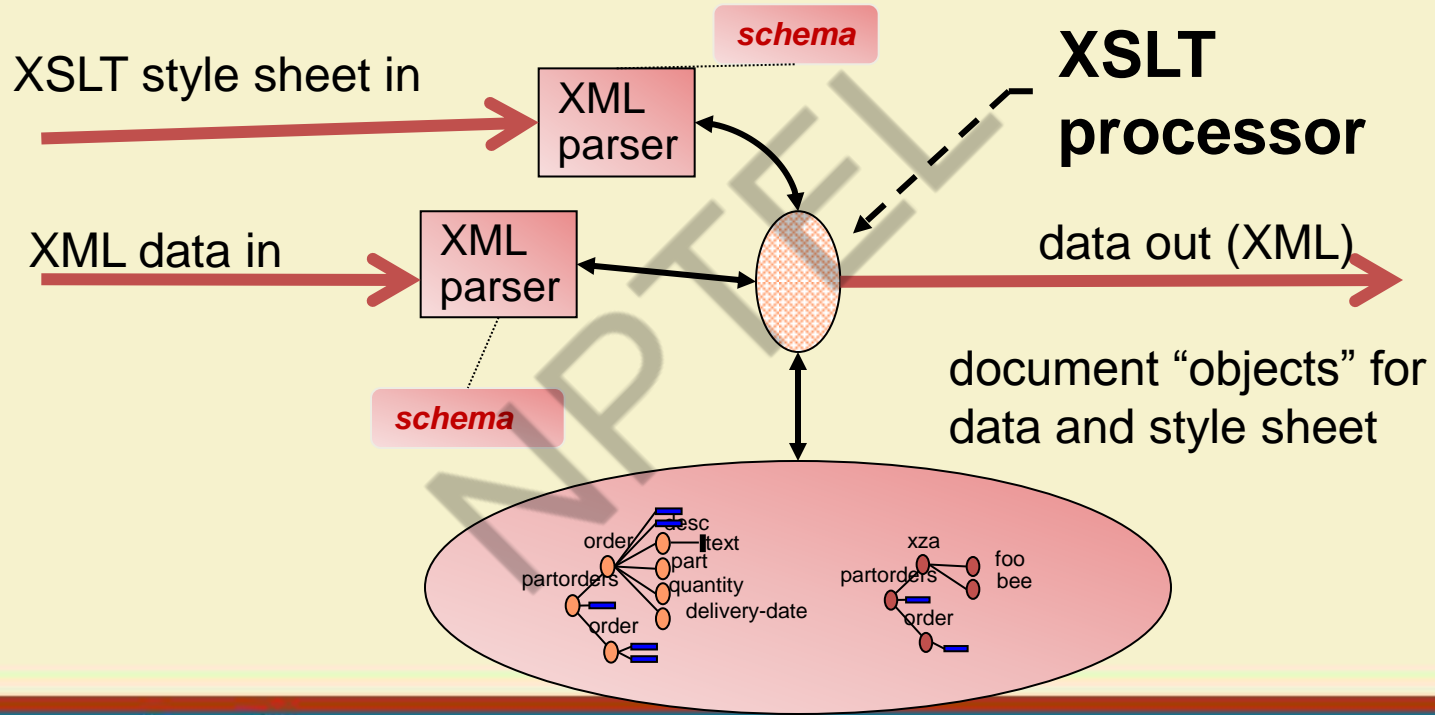 schema
XSLT
processor
XSLT style sheet in
XML
parser
XML data in
XML
parser
data out (XML)
schema
document “objects” for
data and style sheet
desc
order
text
part
partorders
quantity
delivery-date
order
xza
foo
partorders
bee
order
NPTEL